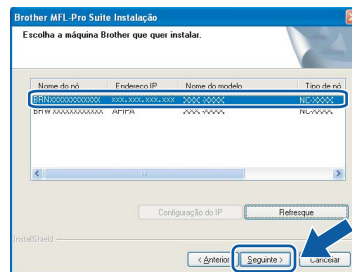 Brother MFL-Pro Suite Instalação
Escolha a máquina Brother que quer instalar.
Nome do nó Endereço IP Nome do modelo Tipo de nó
BRNXXXXXXXXXXXX XXX.XXX.XXX.XXX XXX-XXXX NC-XXXX
BRWXXXXXXXXXXXX APIPA XXX-XXXX NC-XXXX
Configuração do IP Refresque
InstallShield
< Anterior Seguinte > Cancelar